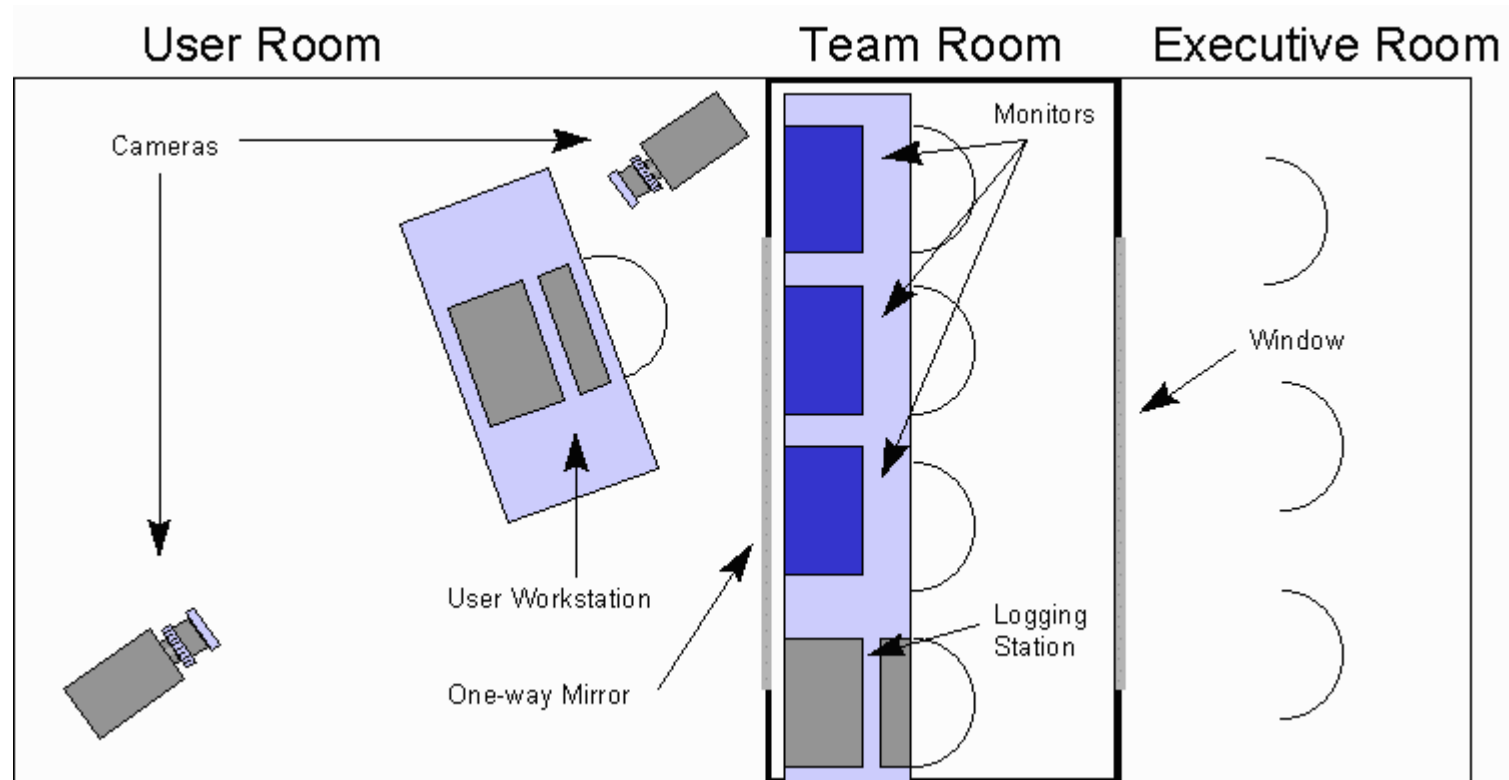 User Room
Team Room
Executive Room
Cameras
Monitors
Window
User Workstation
Logging
Station
One-way Mirror